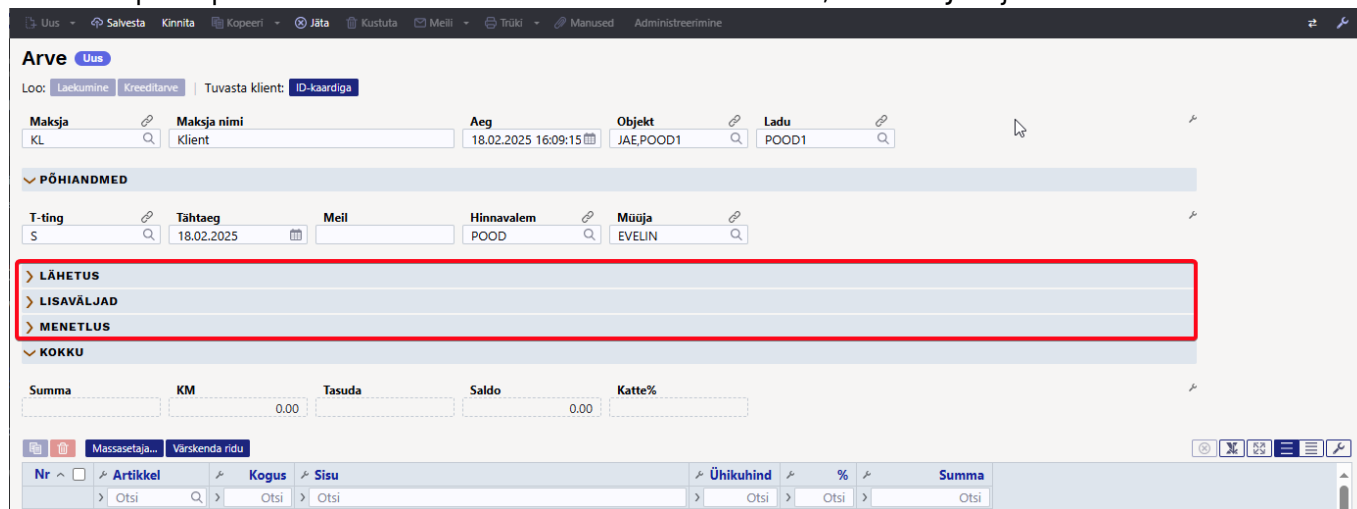 Uus Salvesta Kinnita Kopeeri Jäta Kustuta Meili Trüki Manused Administreerimine
Arve Uus
Loo: Laekumine Kreeditarve | Tuvasta klient: ID-kaardiga
Maksja Maksja nimi Aeg Objekt Ladu
KL Klient 18.02.2025 16:09:15 JAE,POOD1 POOD1
PÕHIANDMED
T-ting Tähtaeg Meil Hinnavalem Müüja
S 18.02.2025 POOD EVELIN
LÄHETUS
LISAVÄLJAD
MENETLUS
KOKKU
Summa KM Tasuda Saldo Katte%
0.00 0.00
Massasetaja... Värskenda ridu
Nr Artikkel Kogus Sisu Ühikuhind % Summa
Otsi Otsi Otsi Otsi Otsi Otsi